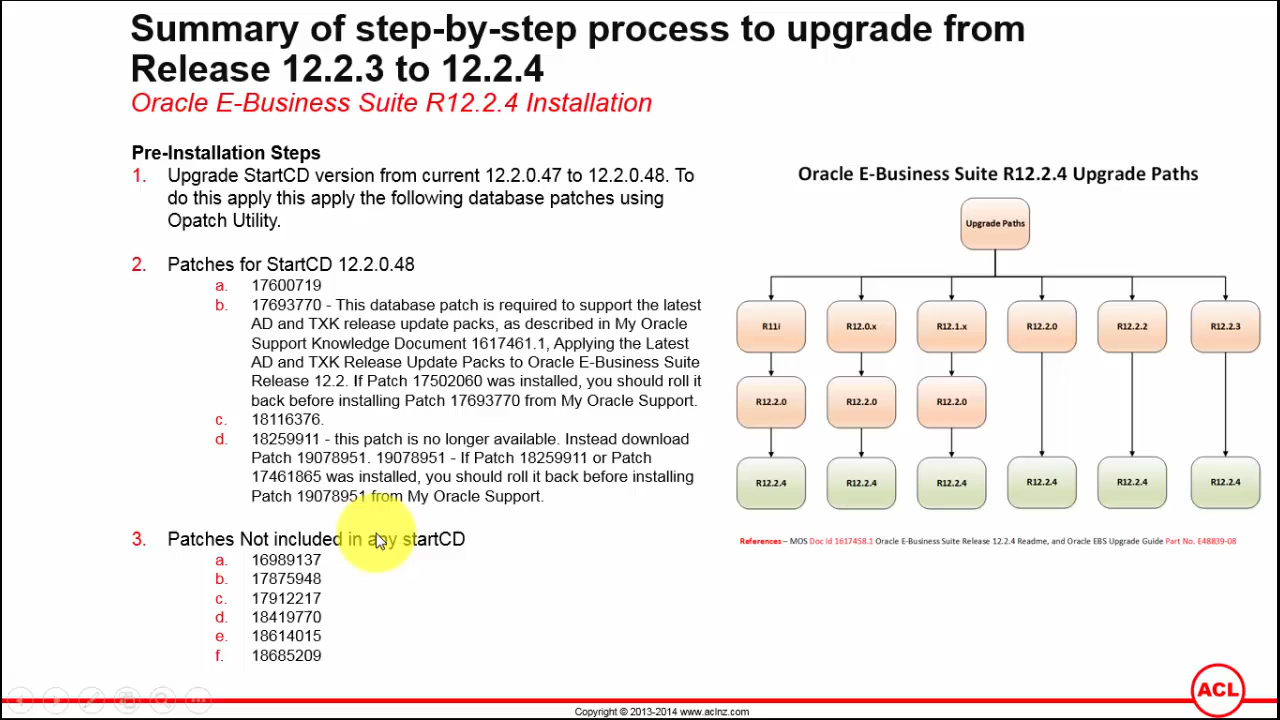 Summary of step-by-step process to upgrade from
Release 12.2.3 to 12.2.4
Oracle E-Business Suite R12.2.4 Installation
Pre-Installation Steps
1. Upgrade StartCD version from current 12.2.0.47 to 12.2.0.48. To
do this apply this apply the following database patches using
Opatch Utility.
2. Patches for StartCD 12.2.0.48
a. 17600719
b. 17693770 - This database patch is required to support the latest
AD and TXK release update packs, as described in My Oracle
Support Knowledge Document 1617461.1, Applying the Latest
AD and TXK Release Update Packs to Oracle E-Business Suite
Release 12.2. If Patch 17502060 was installed, you should roll it
back before installing Patch 17693770 from My Oracle Support.
c. 18116376.
d. 18259911 - this patch is no longer available. Instead download
Patch 19078951. 19078951 - If Patch 18259911 or Patch
17461865 was installed, you should roll it back before installing
Patch 19078951 from My Oracle Support.
3. Patches Not included in any startCD
a. 16989137
b. 17875948
c. 17912217
d. 18419770
e. 18614015
f. 18685209
Oracle E-Business Suite R12.2.4 Upgrade Paths
Upgrade Paths
R11i R12.0.x R12.1.x R12.2.0 R12.2.2 R12.2.3
R12.2.0 R12.2.0 R12.2.0
R12.2.4 R12.2.4 R12.2.4 R12.2.4 R12.2.4 R12.2.4
References – MOS Doc Id 1617458.1 Oracle E-Business Suite Release 12.2.4 Readme, and Oracle EBS Upgrade Guide Part No. E48839-08
ACL
Copyright © 2013-2014 www.aclnz.com